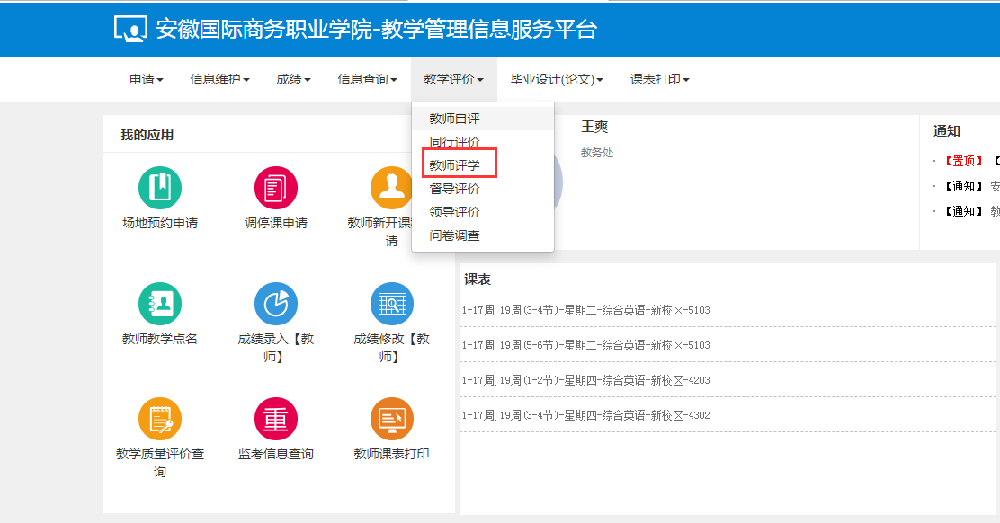 安徽国际商务职业学院-教学管理信息服务平台
申请 信息维护 成绩 信息查询 教学评价 毕业设计(论文) 课表打印
教师自评
同行评价
教师评学
督导评价
领导评价
问卷调查
我的应用
场地预约申请
调停课申请
教师新开课
请
教师教学点名
成绩录入【教
师】
成绩修改【教
师】
教学质量评价查
询
重
监考信息查询
教师课表打印
王爽
教务处
通知
· 【置顶】 【
· 【通知】 安
· 【通知】 教
课表
1-17周,19周(3-4节)-星期二-综合英语-新校区-5103
1-17周,19周(5-6节)-星期二-综合英语-新校区-5103
1-17周,19周(1-2节)-星期四-综合英语-新校区-4203
1-17周,19周(3-4节)-星期四-综合英语-新校区-4302